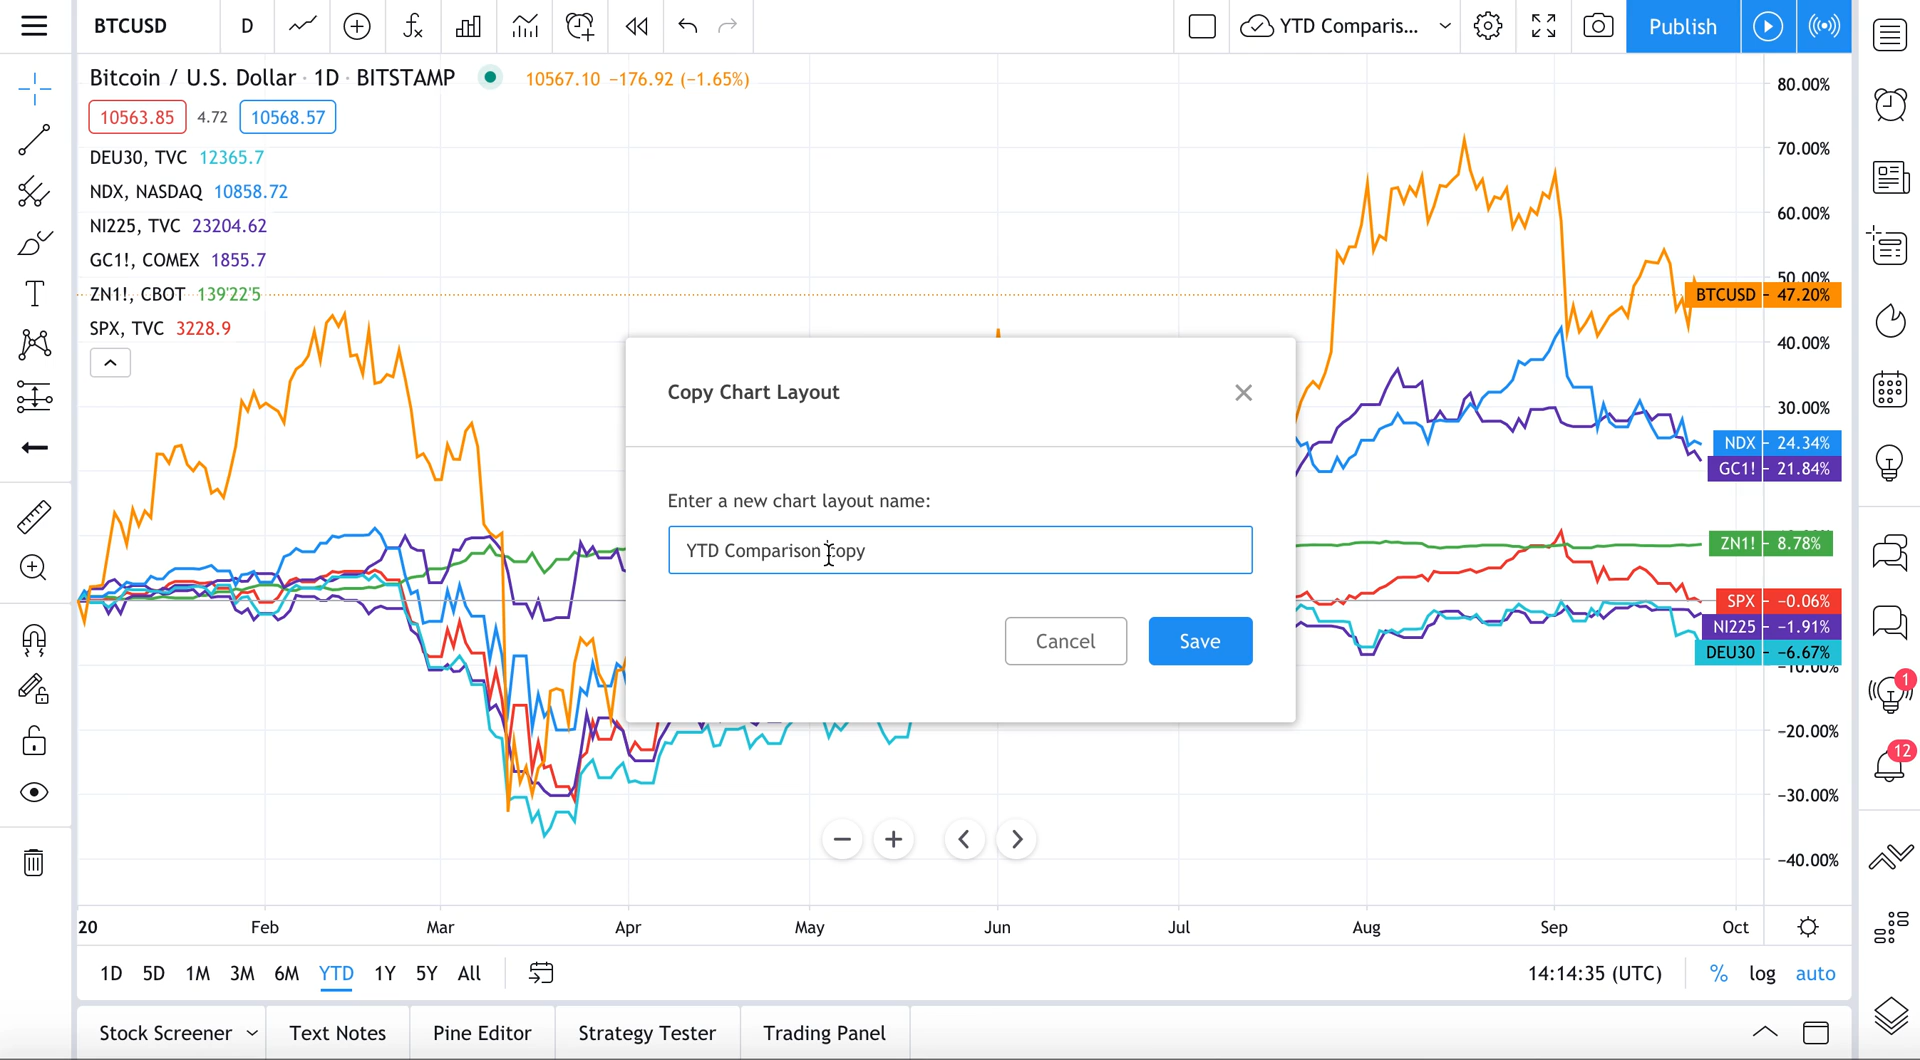 BTCUSD
D
YTD Comparis...
Publish
Bitcoin / U.S. Dollar · 1D · BITSTAMP
10567.10 −176.92 (−1.65%)
10563.85 4.72 10568.57
DEU30, TVC 12365.7
NDX, NASDAQ 10858.72
NI225, TVC 23204.62
GC1!, COMEX 1855.7
ZN1!, CBOT 139'22'5
SPX, TVC 3228.9
80.00%
70.00%
60.00%
50.00%
BTCUSD 47.20%
40.00%
30.00%
NDX 24.34%
GC1! 21.84%
ZN1! 8.78%
SPX −0.06%
NI225 −1.91%
DEU30 −6.67%
−10.00%
−20.00%
−30.00%
−40.00%
Copy Chart Layout
Enter a new chart layout name:
YTD Comparison copy
Cancel
Save
1
12
20 Feb Mar Apr May Jun Jul Aug Sep Oct
1D 5D 1M 3M 6M YTD 1Y 5Y All
14:14:35 (UTC)
% log auto
Stock Screener
Text Notes
Pine Editor
Strategy Tester
Trading Panel